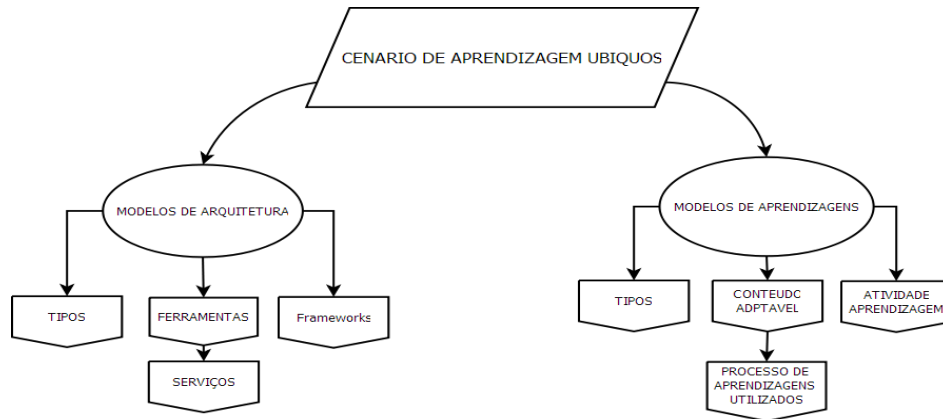 CENARIO DE APRENDIZAGEM UBIQUOS
MODELOS DE ARQUITETURA
MODELOS DE APRENDIZAGENS
TIPOS
FERRAMENTAS
Frameworks
TIPOS
CONTEUDO
ADPTAVEL
ATIVIDADE
APRENDIZAGEM
SERVIÇOS
PROCESSO DE
APRENDIZAGENS
UTILIZADOS